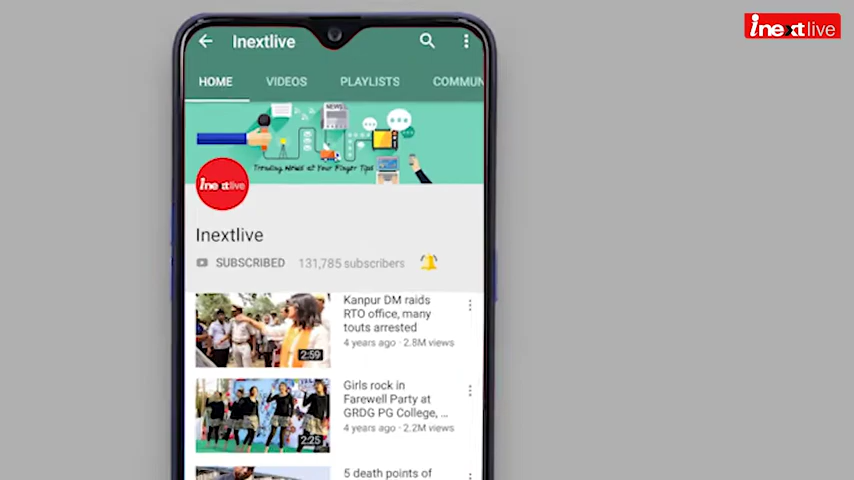 inextlive
Inextlive
HOME VIDEOS PLAYLISTS COMMUN
NEWS
Trending News at Your Finger Tips
inextlive
Inextlive
SUBSCRIBED 131,785 subscribers
Kanpur DM raids
RTO office, many
touts arrested
4 years ago · 2.8M views
2:59
Girls rock in
Farewell Party at
GRDG PG College, ...
4 years ago · 2.2M views
2:25
5 death points of